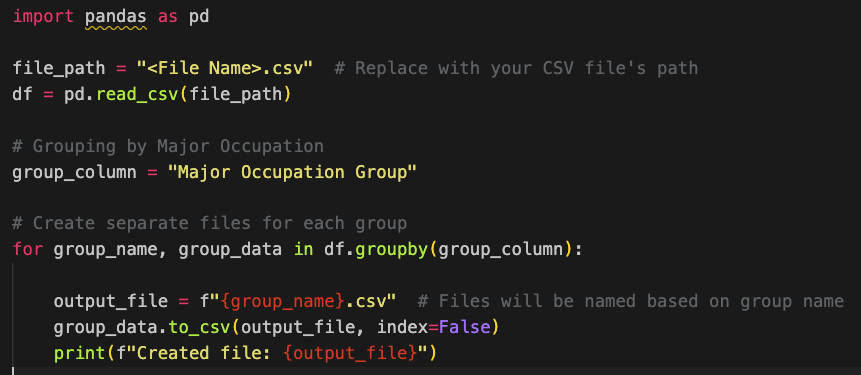 import pandas as pd
file_path = "<File Name>.csv"  # Replace with your CSV file's path
df = pd.read_csv(file_path)
# Grouping by Major Occupation
group_column = "Major Occupation Group"
# Create separate files for each group
for group_name, group_data in df.groupby(group_column):
    output_file = f"{group_name}.csv"  # Files will be named based on group name
    group_data.to_csv(output_file, index=False)
    print(f"Created file: {output_file}")